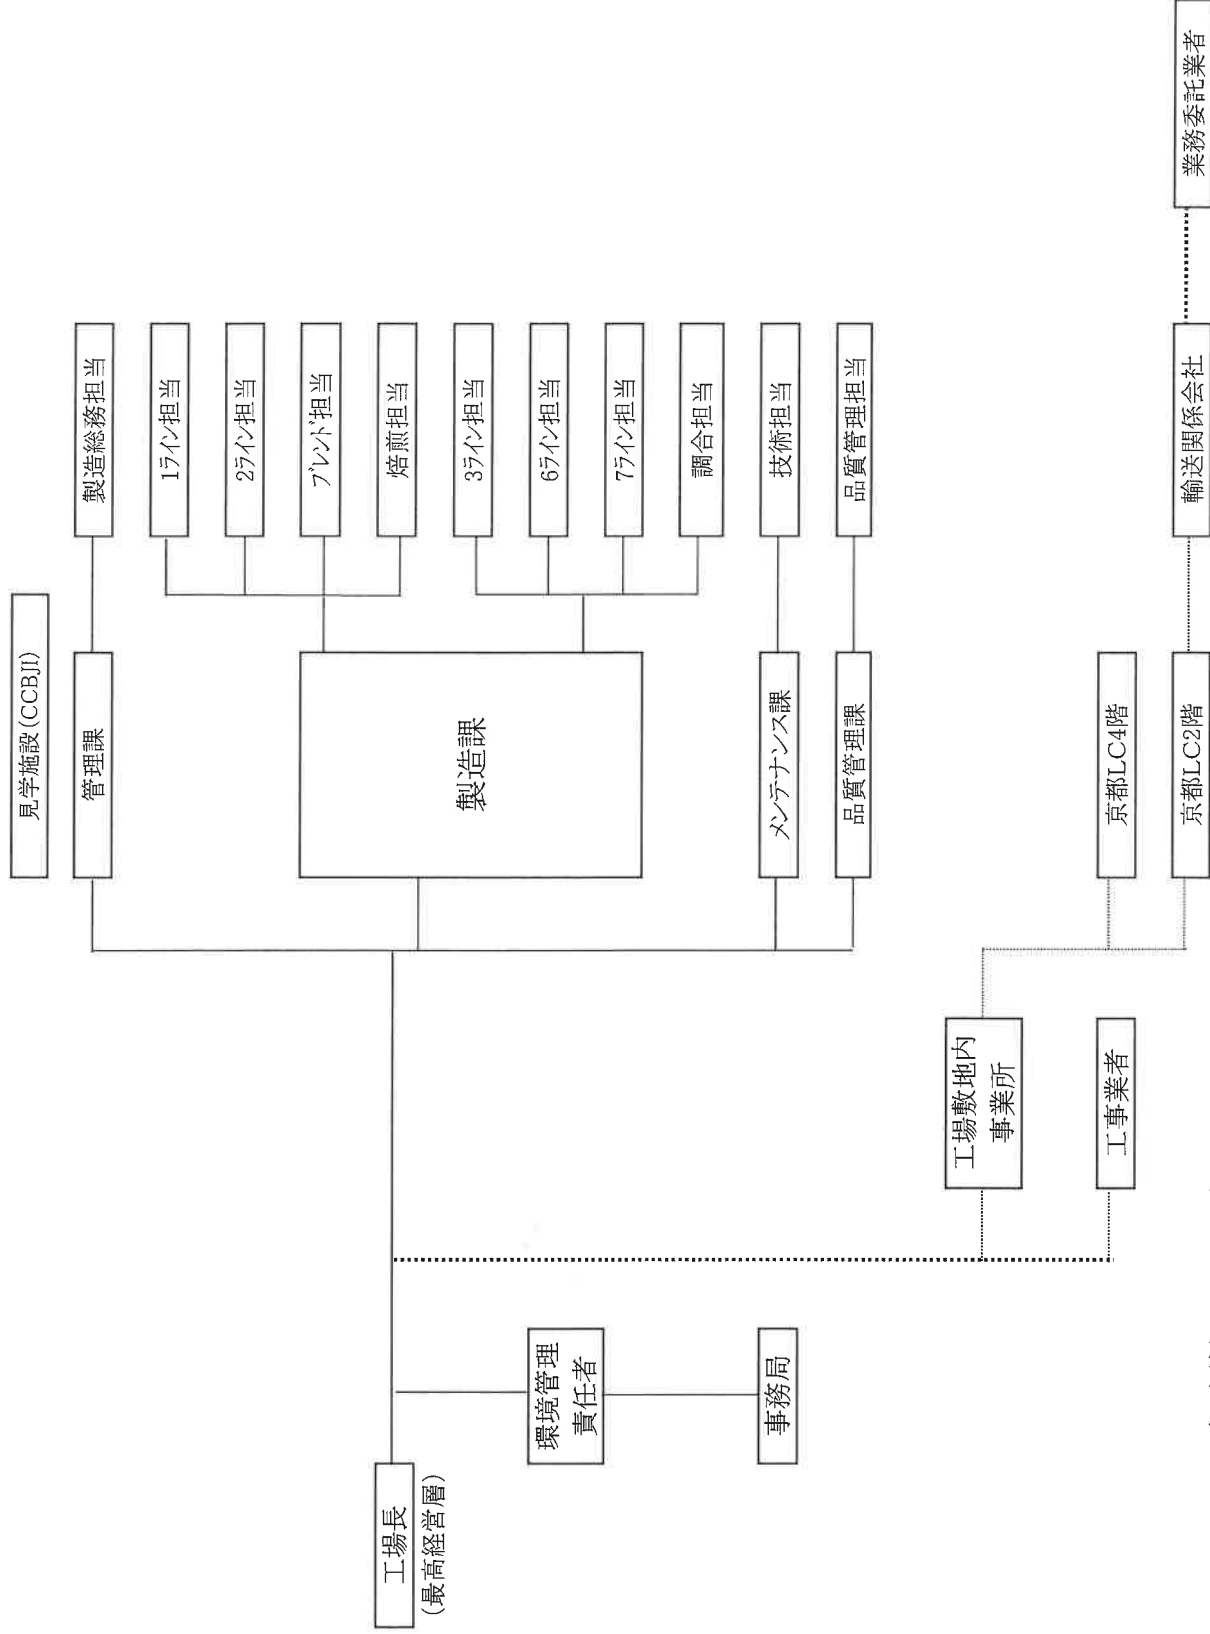 見学施設(CCBJI)
工場長
(最高経営層)
環境管理
責任者
事務局
管理課
製造総務担当
製造課
1ライン担当
2ライン担当
ブレンド担当
焙煎担当
3ライン担当
6ライン担当
7ライン担当
調合担当
メンテナンス課
技術担当
品質管理課
品質管理担当
工場敷地内
事業所
工事業者
京都LC4階
京都LC2階
輸送関係会社
業務委託業者